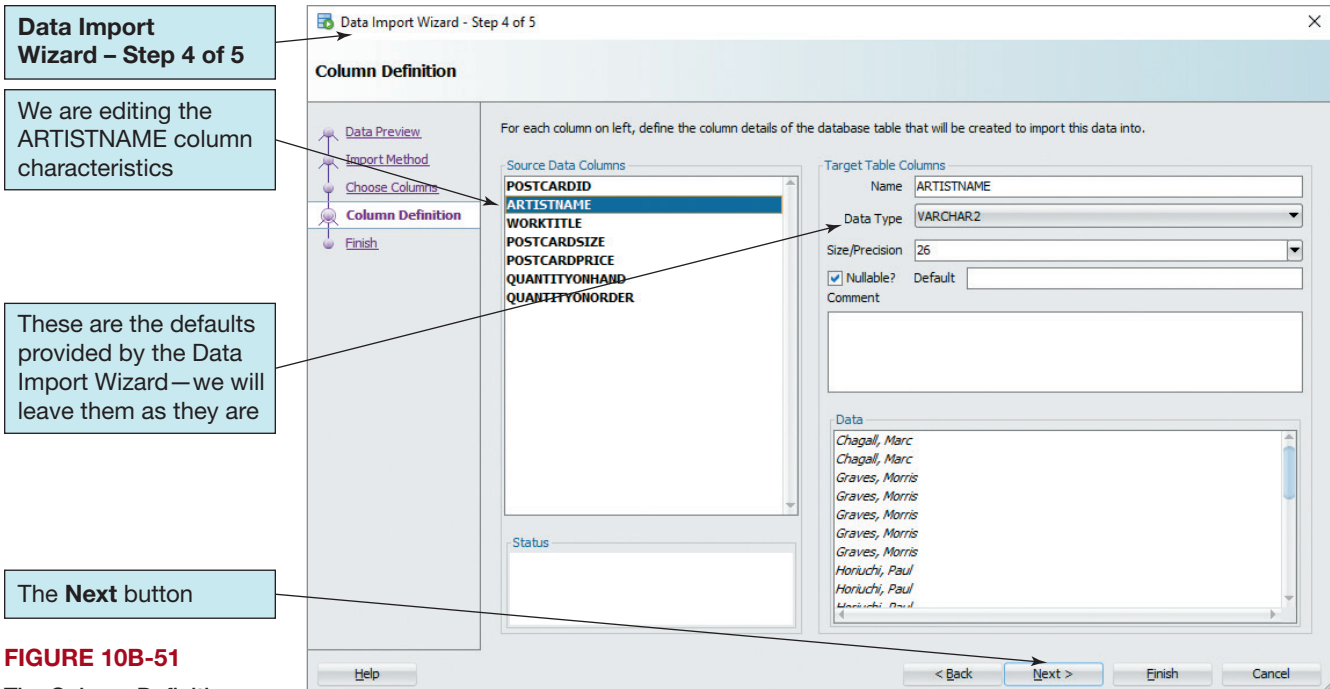 Data Import
Wizard – Step 4 of 5
We are editing the
ARTISTNAME column
characteristics
These are the defaults
provided by the Data
Import Wizard—we will
leave them as they are
The Next button
FIGURE 10B-51
Data Import Wizard - Step 4 of 5
Column Definition
Data Preview
Import Method
Choose Columns
Column Definition
Finish
For each column on left, define the column details of the database table that will be created to import this data into.
Source Data Columns
POSTCARDID
ARTISTNAME
WORKTITLE
POSTCARDSIZE
POSTCARDPRICE
QUANTITYONHAND
QUANTITYONORDER
Status
Target Table Columns
Name ARTISTNAME
Data Type VARCHAR2
Size/Precision 26
Nullable? Default
Comment
Data
Chagall, Marc
Chagall, Marc
Graves, Morris
Graves, Morris
Graves, Morris
Graves, Morris
Graves, Morris
Horiuchi, Paul
Horiuchi, Paul
Horiuchi, Paul
Help
< Back Next > Finish Cancel